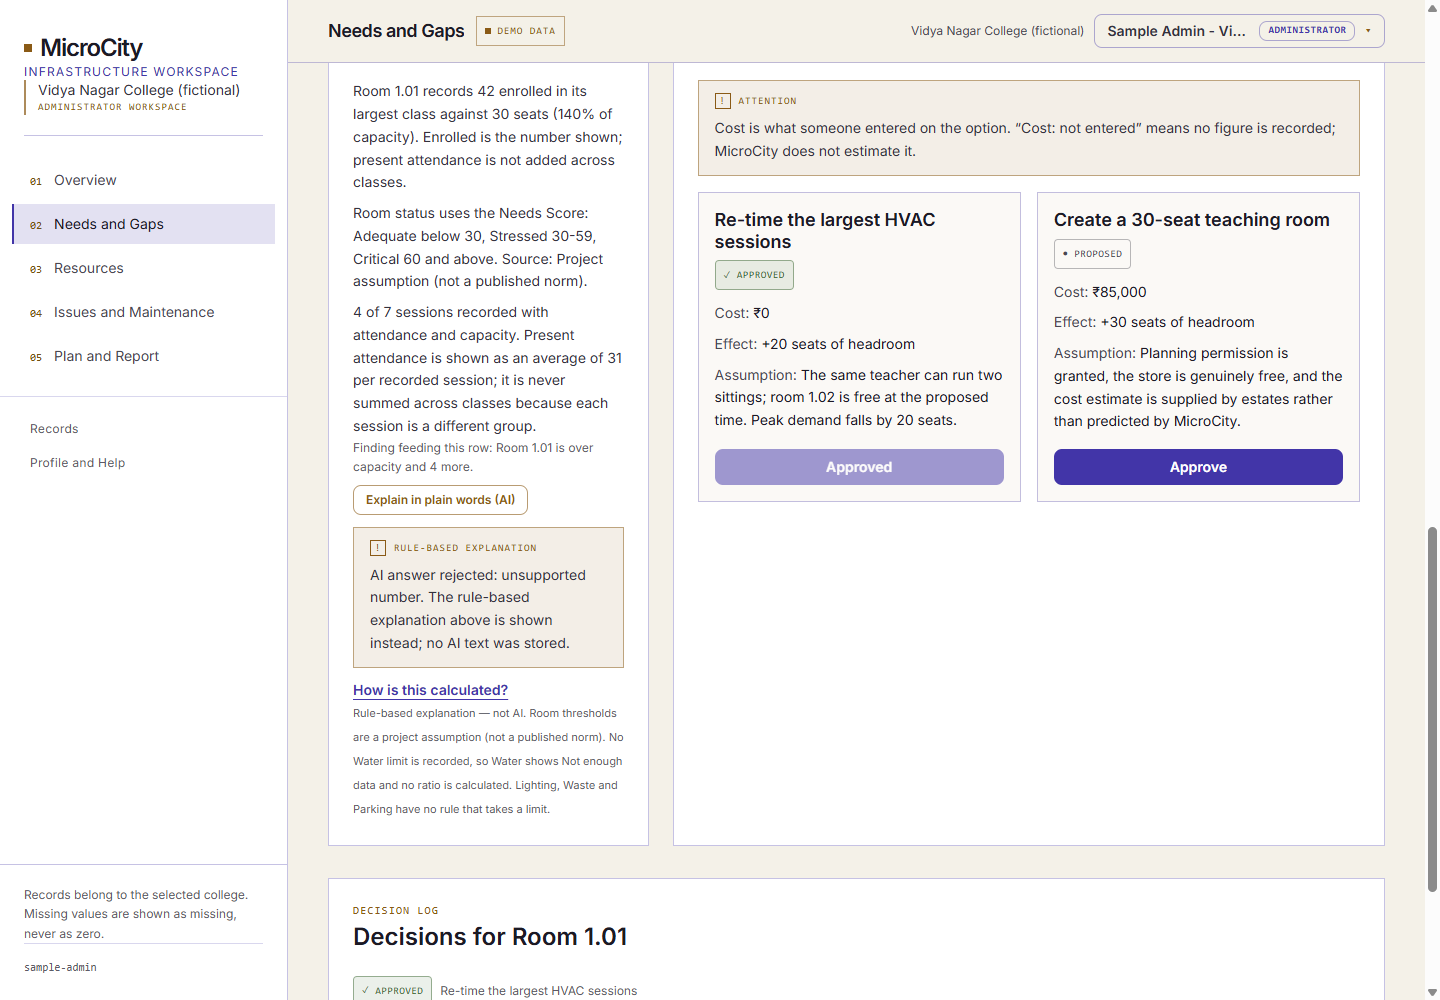 MicroCity
INFRASTRUCTURE WORKSPACE
Vidya Nagar College (fictional)
ADMINISTRATOR WORKSPACE
01 Overview
02 Needs and Gaps
03 Resources
04 Issues and Maintenance
05 Plan and Report
Records
Profile and Help
Records belong to the selected college.
Missing values are shown as missing,
never as zero.
sample-admin
Needs and Gaps
DEMO DATA
Vidya Nagar College (fictional)
Sample Admin - Vi...
ADMINISTRATOR
Room 1.01 records 42 enrolled in its
largest class against 30 seats (140% of
capacity). Enrolled is the number shown;
present attendance is not added across
classes.
Room status uses the Needs Score:
Adequate below 30, Stressed 30-59,
Critical 60 and above. Source: Project
assumption (not a published norm).
4 of 7 sessions recorded with
attendance and capacity. Present
attendance is shown as an average of 31
per recorded session; it is never
summed across classes because each
session is a different group.
Finding feeding this row: Room 1.01 is over
capacity and 4 more.
Explain in plain words (AI)
! RULE-BASED EXPLANATION
AI answer rejected: unsupported
number. The rule-based
explanation above is shown
instead; no AI text was stored.
How is this calculated?
Rule-based explanation — not AI. Room thresholds
are a project assumption (not a published norm). No
Water limit is recorded, so Water shows Not enough
data and no ratio is calculated. Lighting, Waste and
Parking have no rule that takes a limit.
! ATTENTION
Cost is what someone entered on the option. “Cost: not entered” means no figure is recorded;
MicroCity does not estimate it.
Re-time the largest HVAC
sessions
✓ APPROVED
Cost: ₹0
Effect: +20 seats of headroom
Assumption: The same teacher can run two
sittings; room 1.02 is free at the proposed
time. Peak demand falls by 20 seats.
Approved
Create a 30-seat teaching room
• PROPOSED
Cost: ₹85,000
Effect: +30 seats of headroom
Assumption: Planning permission is
granted, the store is genuinely free, and the
cost estimate is supplied by estates rather
than predicted by MicroCity.
Approve
DECISION LOG
Decisions for Room 1.01
✓ APPROVED Re-time the largest HVAC sessions